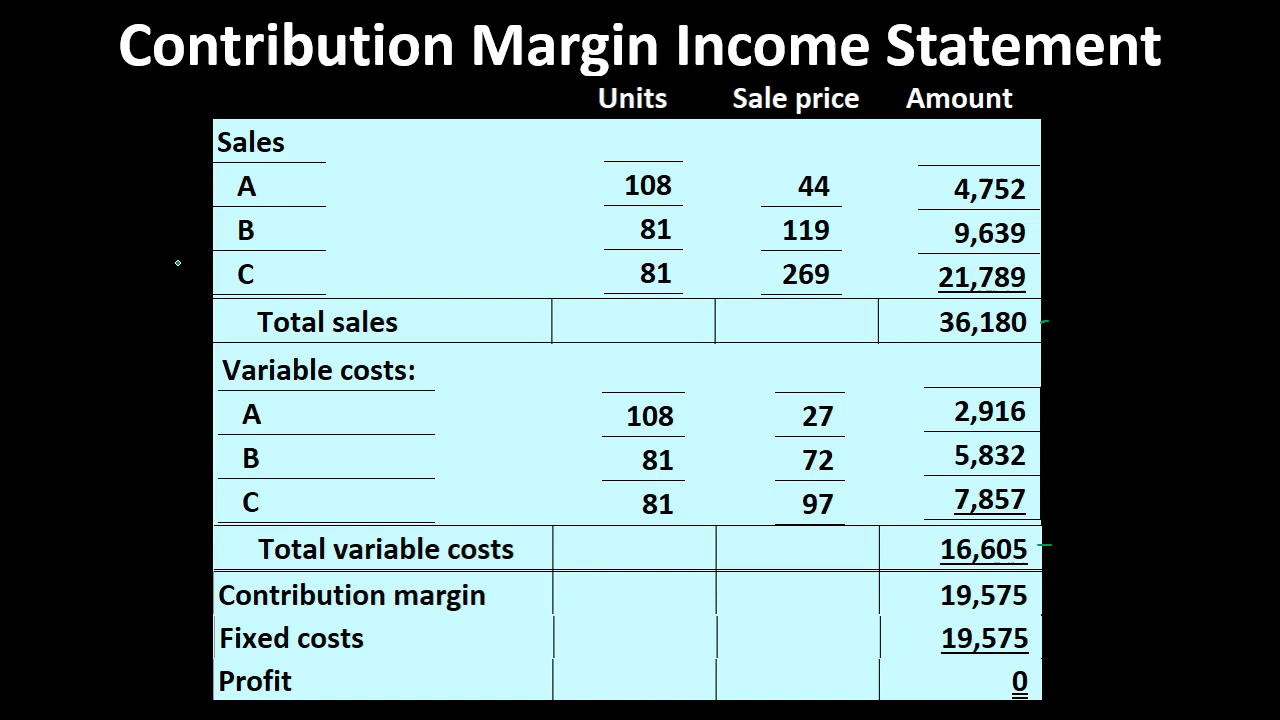 Contribution Margin Income Statement
Units Sale price Amount
Sales
A 108 44 4,752
B 81 119 9,639
C 81 269 21,789
Total sales 36,180
Variable costs:
A 108 27 2,916
B 81 72 5,832
C 81 97 7,857
Total variable costs 16,605
Contribution margin 19,575
Fixed costs 19,575
Profit 0